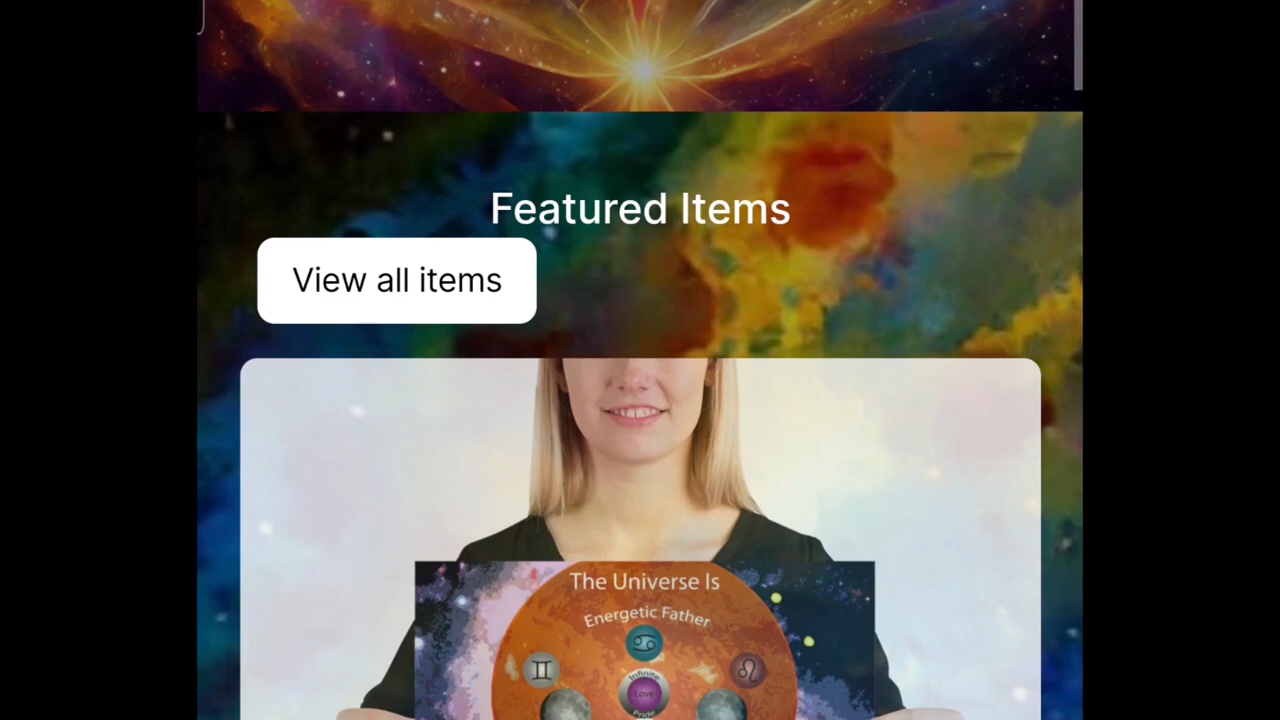 Featured Items
View all items
The Universe Is
Energetic Father
♋
♊ ♌
Infinite
Love
Pride